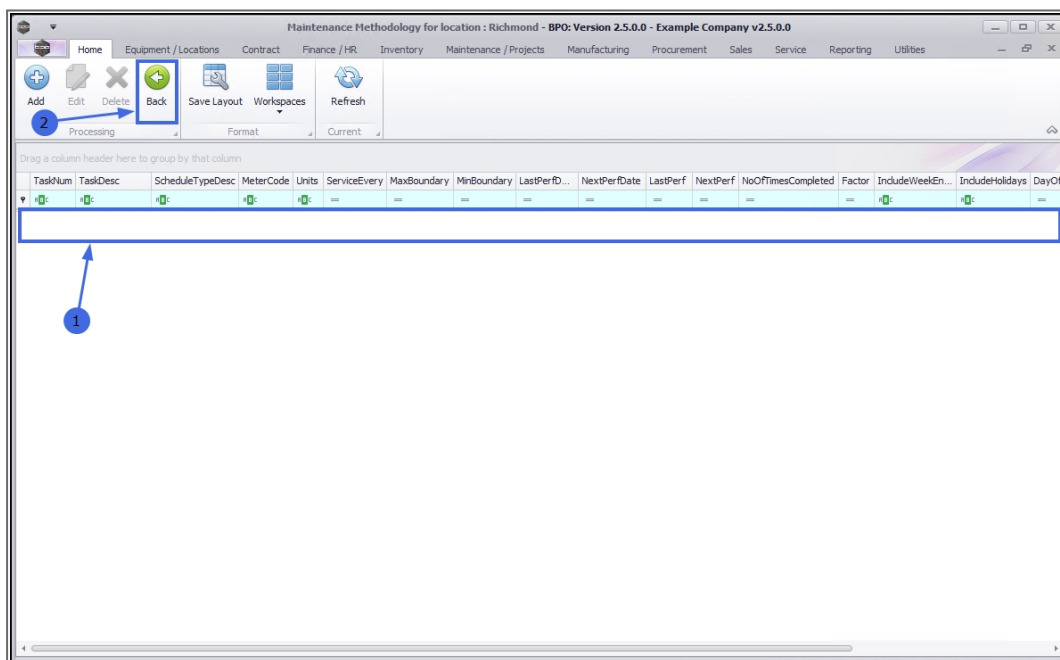 Maintenance Methodology for location : Richmond - BPO: Version 2.5.0.0 - Example Company v2.5.0.0
Home Equipment / Locations Contract Finance / HR Inventory Maintenance / Projects Manufacturing Procurement Sales Service Reporting Utilities
Add Edit Delete Back Save Layout Workspaces Refresh
2
Processing Format Current
Drag a column header here to group by that column
TaskNum TaskDesc ScheduleTypeDesc MeterCode Units ServiceEvery MaxBoundary MinBoundary LastPerfD... NextPerfDate LastPerf NextPerf NoOfTimesCompleted Factor IncludeWeekEn... IncludeHolidays DayOf
= = = = = = = = = =
1